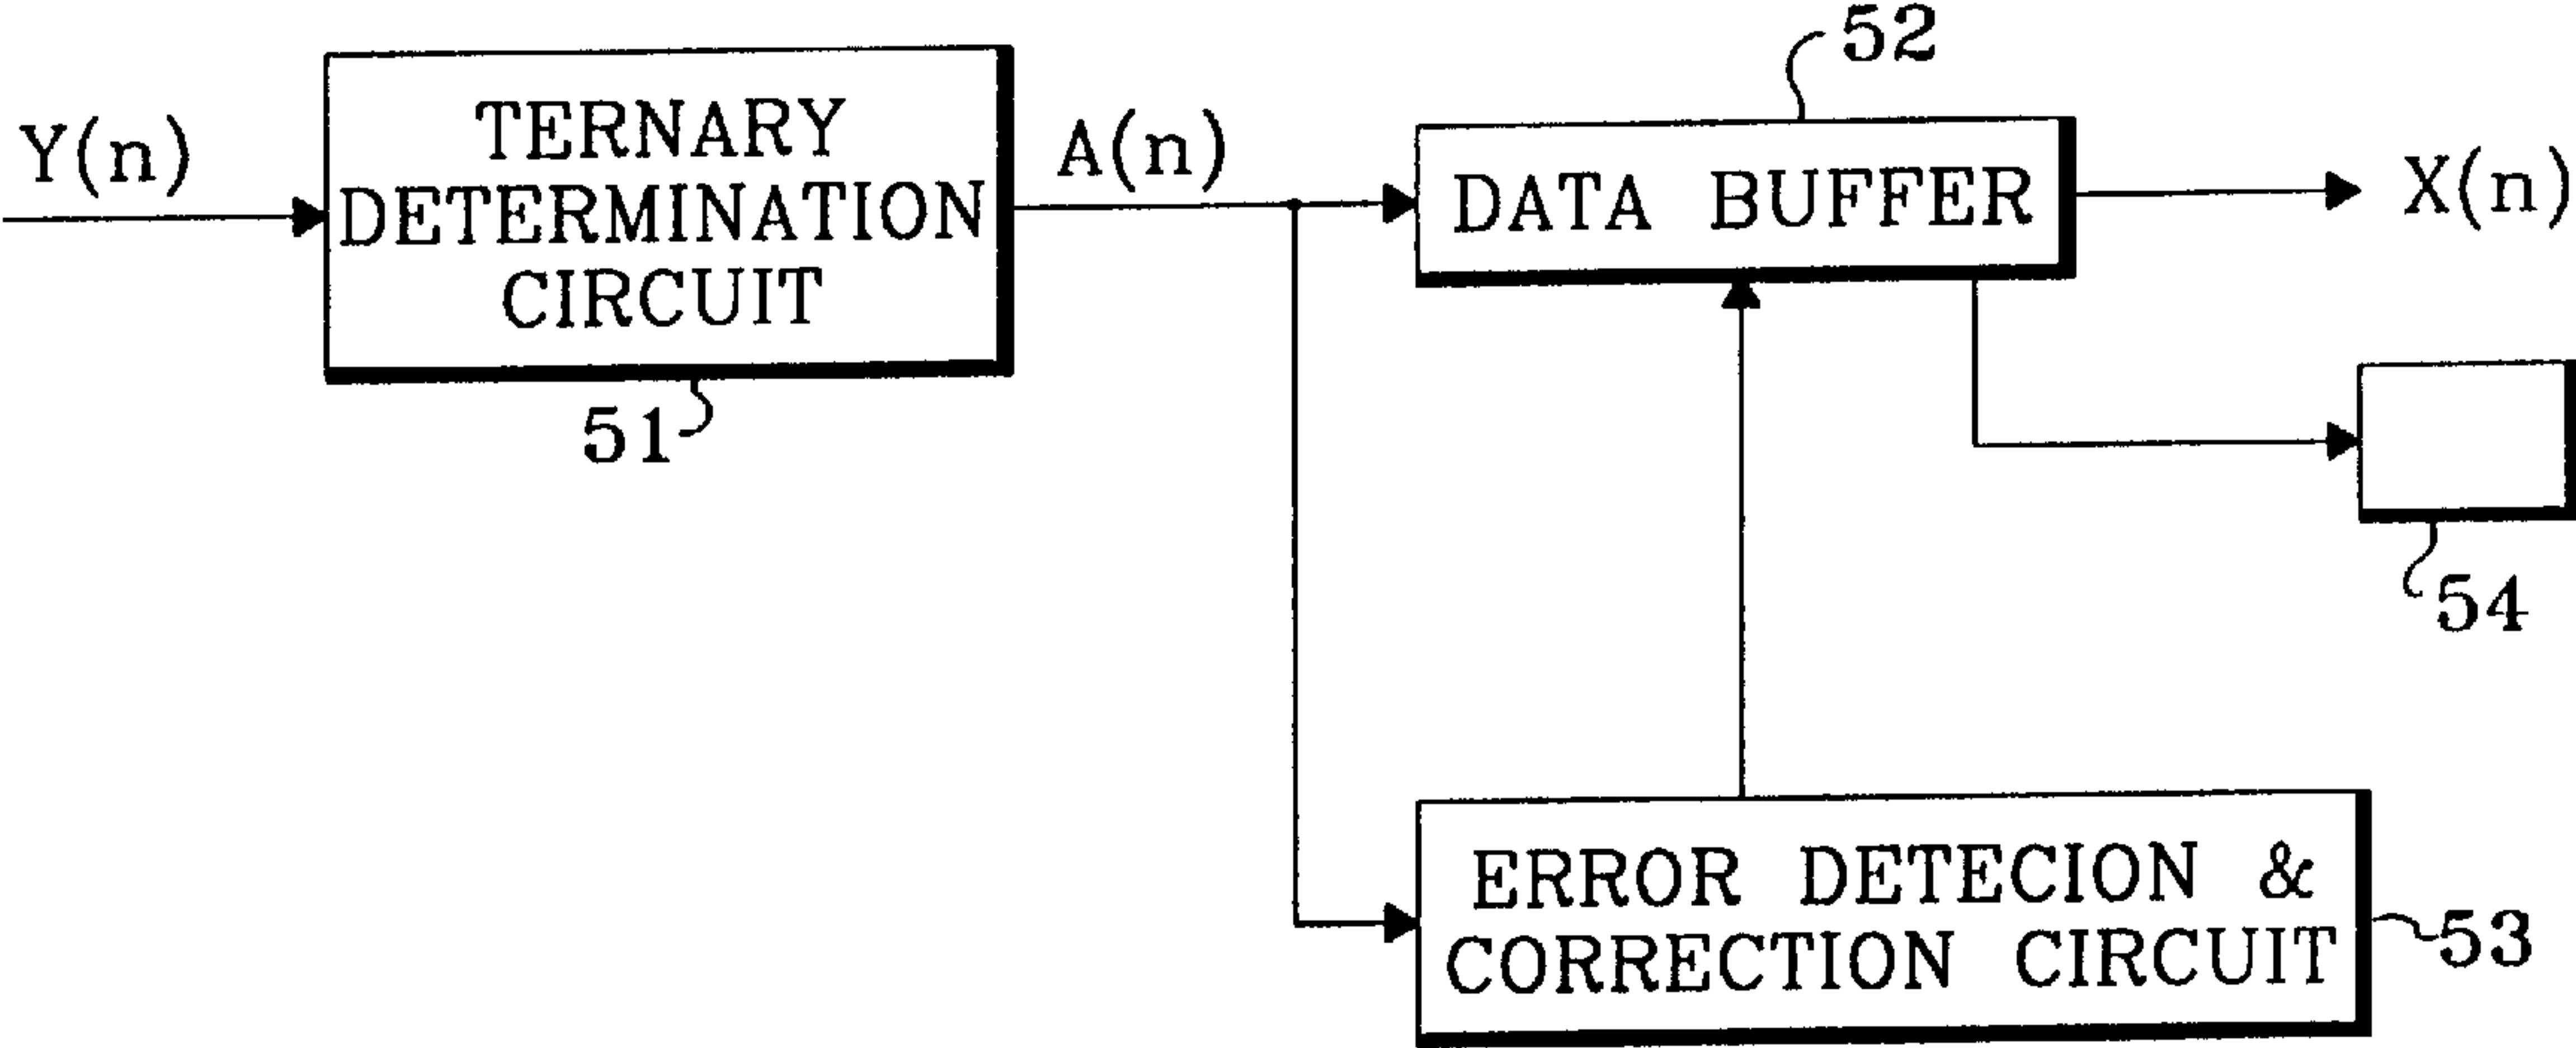 52
Y(n)
TERNARY
DETERMINATION
CIRCUIT
A(n)
DATA BUFFER
X(n)
51
54
ERROR DETECION &
CORRECTION CIRCUIT
53